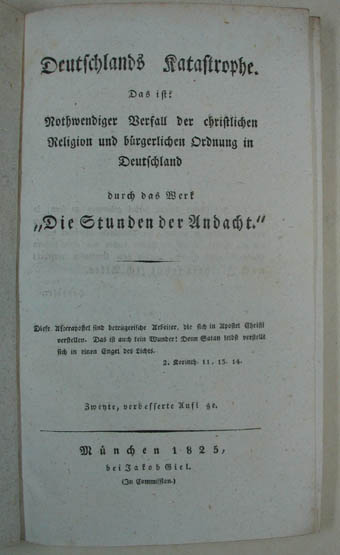 Deutschlands Katastrophe.
Das ist:
Nothwendiger Verfall der christlichen
Religion und bürgerlichen Ordnung in
Deutschland
durch das Werk
„Die Stunden der Andacht.“
Diese Afterapostel sind betrügerische Arbeiter, die sich in Apostel Christi
verstellen. Das ist auch kein Wunder! Denn Satan selbst verstellt
sich in einen Engel des Liches.
2. Korinth. 11. 13. 14.
Zweyte, verbesserte Aufl ge.
München 1825,
bei Jakob Giel.
(In Commission.)